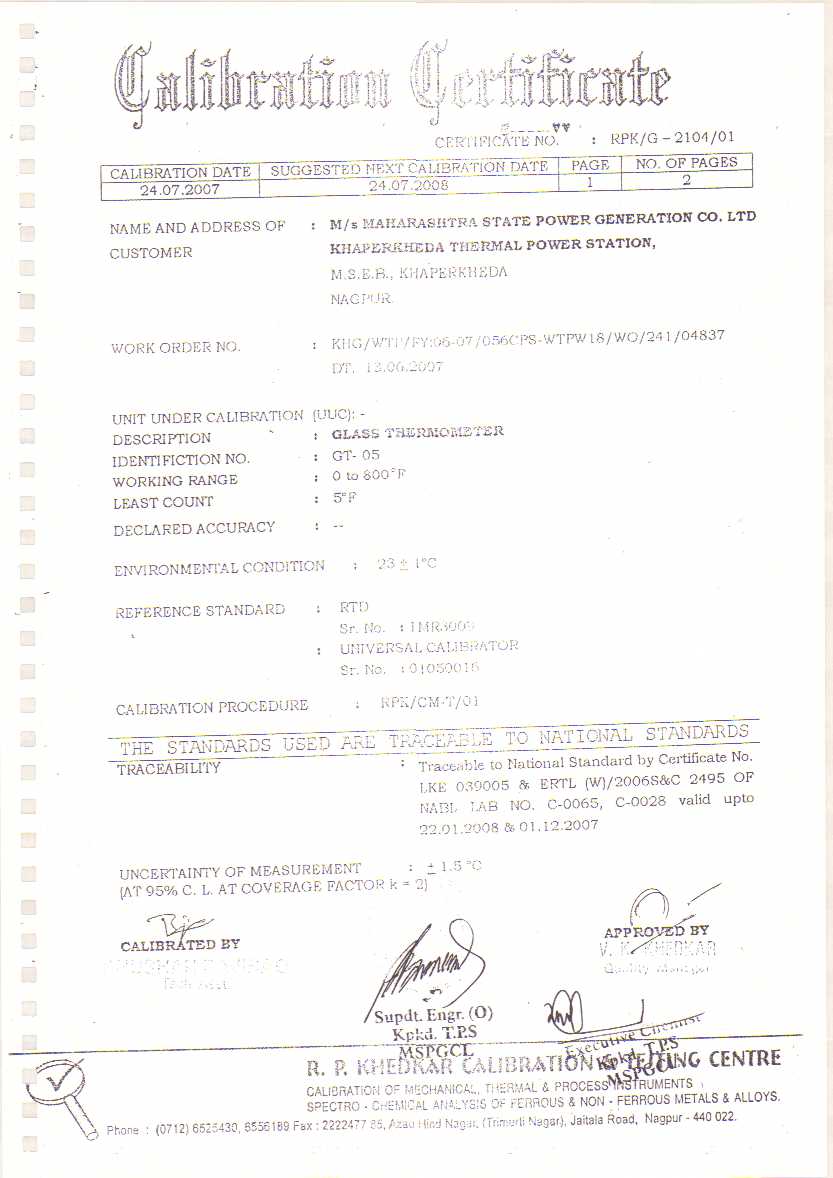 Calibration Certificate
CERTIFICATE NO. : RPK/G – 2104/01
CALIBRATION DATE SUGGESTED NEXT CALIBRATION DATE PAGE NO. OF PAGES
24.07.2007 24.07.2008 1 2
NAME AND ADDRESS OF : M/s MAHARASHTRA STATE POWER GENERATION CO. LTD
CUSTOMER KHAPERKHEDA THERMAL POWER STATION,
M.S.E.B., KHAPERKHEDA
NAGPUR
WORK ORDER NO. : KHG/WTP/FY:06-07/056CPS-WTPW18/WO/241/04837
DT. 13.06.2007
UNIT UNDER CALIBRATION (UUC): -
DESCRIPTION : GLASS THERMOMETER
IDENTIFICTION NO. : GT- 05
WORKING RANGE : 0 to 800°F
LEAST COUNT : 5°F
DECLARED ACCURACY : --
ENVIRONMENTAL CONDITION : 23 ± 1°C
REFERENCE STANDARD : RTD
Sr. No. :
: UNIVERSAL CALIBRATOR
Sr. No. : 01050016
CALIBRATION PROCEDURE : RPK/CM-T/01
THE STANDARDS USED ARE TRACEABLE TO NATIONAL STANDARDS
TRACEABILITY : Traceable to National Standard by Certificate No.
LKE 039005 & ERTL (W)/2006S&C 2495 OF
NABL LAB NO. C-0065, C-0028 valid upto
22.01.2008 & 01.12.2007
UNCERTAINTY OF MEASUREMENT : ± 1.5 °C
(AT 95% C. L. AT COVERAGE FACTOR k = 2)
CALIBRATED BY
APPROVED BY
V. K. KHEDKAR
Quality Manager
Supdt. Engr. (O)
Kpkd. T.P.S
MSPGCL
Executive Chemist
Kpkd. T.P.S
MSPGCL
R. P. KHEDKAR CALIBRATION & TESTING CENTRE
CALIBRATION OF MECHANICAL, THERMAL & PROCESS INSTRUMENTS
SPECTRO - CHEMICAL ANALYSIS OF FERROUS & NON - FERROUS METALS & ALLOYS.
Phone : (0712) 6525430, 6556189 Fax : 2222477 85, Azad Hind Nagar, (Trimurti Nagar), Jaitala Road, Nagpur - 440 022.